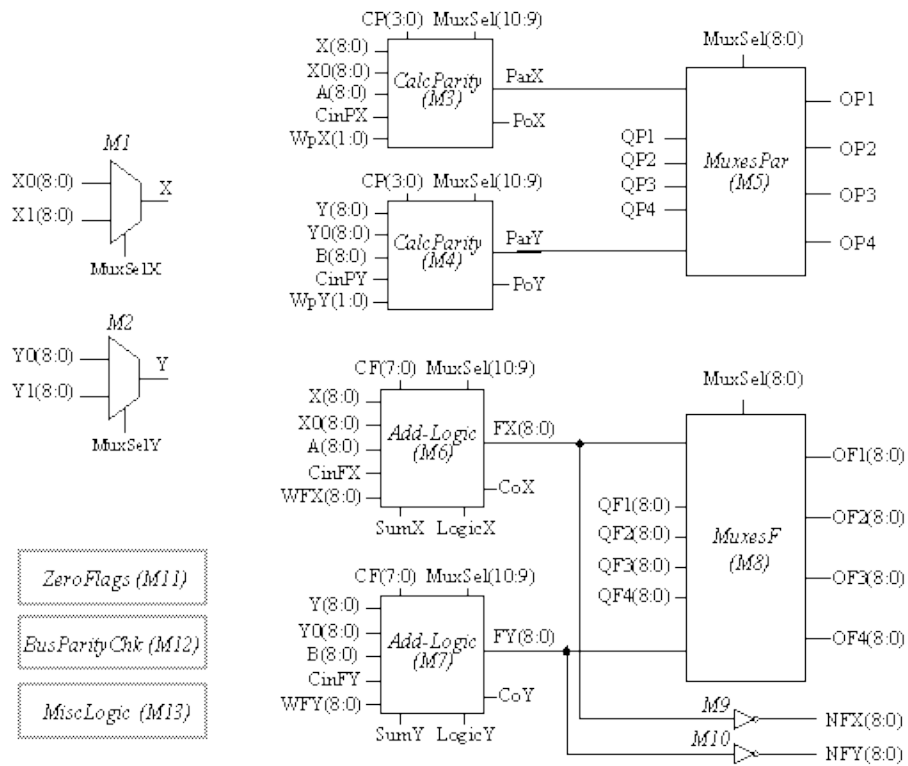 CP(3:0) MuxSel(10:9)
X(8:0)
X0(8:0)
A(8:0)
CinPX
WpX(1:0)
CalcParity
(M3)
ParX
PoX
MuxSel(8:0)
QP1
QP2
QP3
QP4
MuxesPar
(M5)
OP1
OP2
OP3
OP4
M1
X0(8:0)
X1(8:0)
X
MuxSelX
CP(3:0) MuxSel(10:9)
Y(8:0)
Y0(8:0)
B(8:0)
CinPY
WpY(1:0)
CalcParity
(M4)
ParY
PoY
M2
Y0(8:0)
Y1(8:0)
Y
MuxSelY
CF(7:0) MuxSel(10:9)
X(8:0)
X0(8:0)
A(8:0)
CinFX
WFX(8:0)
Add-Logic
(M6)
FX(8:0)
CoX
SumX LogicX
MuxSel(8:0)
QF1(8:0)
QF2(8:0)
QF3(8:0)
QF4(8:0)
MuxesF
(M8)
OF1(8:0)
OF2(8:0)
OF3(8:0)
OF4(8:0)
CF(7:0) MuxSel(10:9)
Y(8:0)
Y0(8:0)
B(8:0)
CinFY
WFY(8:0)
Add-Logic
(M7)
FY(8:0)
CoY
SumY LogicY
ZeroFlags (M11)
BusParityChk (M12)
MiscLogic (M13)
M9
NFX(8:0)
M10
NFY(8:0)